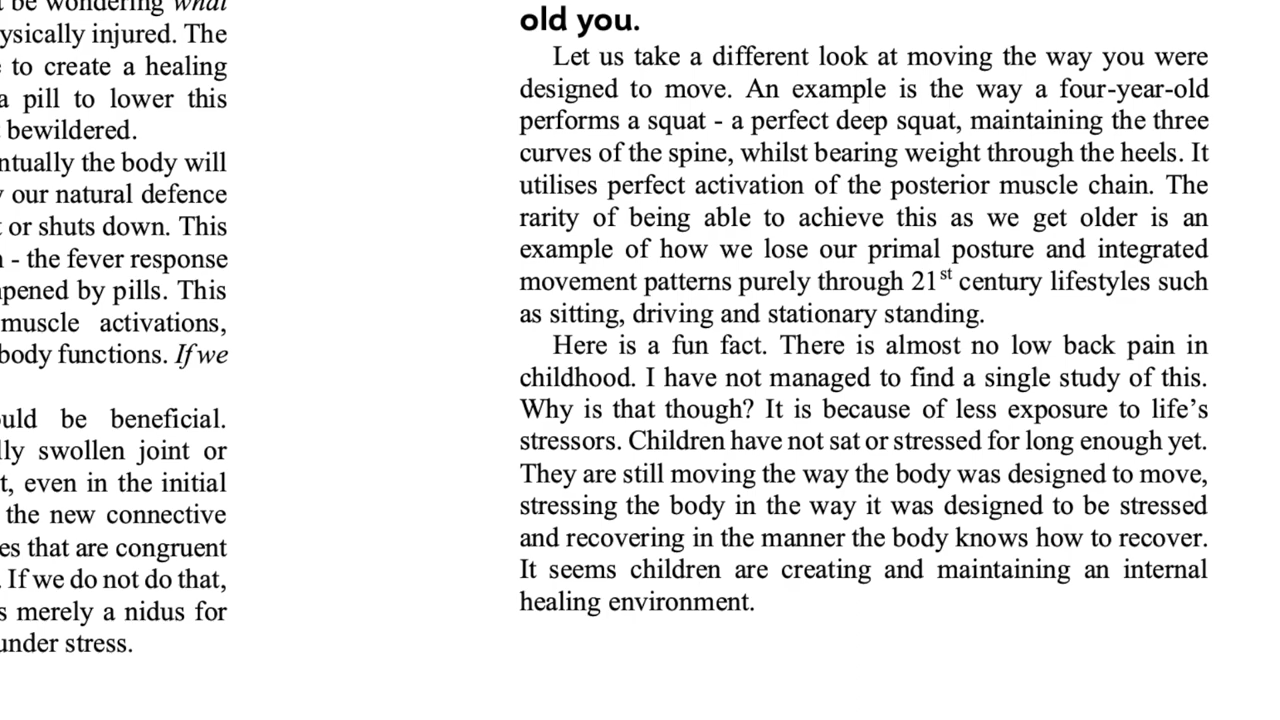 be wondering what
ysically injured. The
to create a healing
a pill to lower this
bewildered.
ntually the body will
our natural defence
or shuts down. This
- the fever response
pened by pills. This
muscle activations,
body functions. If we
uld be beneficial.
lly swollen joint or
t, even in the initial
the new connective
es that are congruent
. If we do not do that,
s merely a nidus for
under stress.
old you.
Let us take a different look at moving the way you were
designed to move. An example is the way a four-year-old
performs a squat - a perfect deep squat, maintaining the three
curves of the spine, whilst bearing weight through the heels. It
utilises perfect activation of the posterior muscle chain. The
rarity of being able to achieve this as we get older is an
example of how we lose our primal posture and integrated
movement patterns purely through 21st century lifestyles such
as sitting, driving and stationary standing.
Here is a fun fact. There is almost no low back pain in
childhood. I have not managed to find a single study of this.
Why is that though? It is because of less exposure to life’s
stressors. Children have not sat or stressed for long enough yet.
They are still moving the way the body was designed to move,
stressing the body in the way it was designed to be stressed
and recovering in the manner the body knows how to recover.
It seems children are creating and maintaining an internal
healing environment.